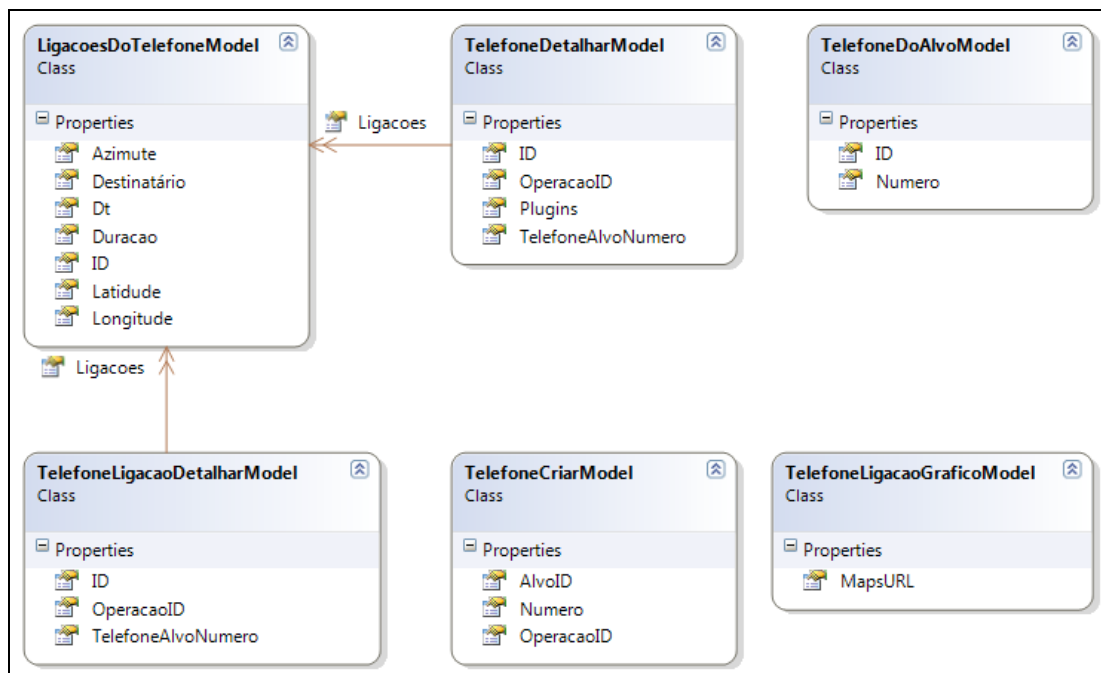 LigacoesDoTelefoneModel
Class
Properties
Azimute
Destinatário
Dt
Duracao
ID
Latidude
Longitude
Ligacoes
TelefoneDetalharModel
Class
Properties
ID
OperacaoID
Plugins
TelefoneAlvoNumero
TelefoneDoAlvoModel
Class
Properties
ID
Numero
Ligacoes
TelefoneLigacaoDetalharModel
Class
Properties
ID
OperacaoID
TelefoneAlvoNumero
TelefoneCriarModel
Class
Properties
AlvoID
Numero
OperacaoID
TelefoneLigacaoGraficoModel
Class
Properties
MapsURL